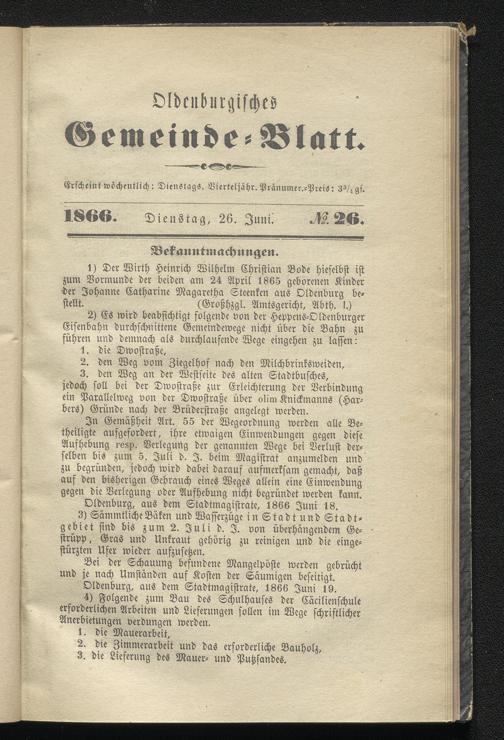 Oldenburgisches
Gemeinde-Blatt.
Erscheint wöchentlich: Dienstags. Vierteljähr. Pränumer.-Preis: 3¾ gs.
1866. Dienstag, 26. Juni. № 26.
Bekanntmachungen.
1) Der Wirth Heinrich Wilhelm Christian Bode hieselbst ist
zum Vormunde der beiden am 24 April 1865 geborenen Kinder
der Johanne Catharine Magaretha Steenken aus Oldenburg be-
stellt. (Großhzgl. Amtsgericht, Abth. I.)
2) Es wird beabsichtigt folgende von der Heppens-Oldenburger
Eisenbahn durchschnittene Gemeindewege nicht über die Bahn zu
führen und demnach als durchlaufende Wege eingehen zu lassen:
1. die Dwostraße,
2. den Weg vom Ziegelhof nach den Milchbrinksweiden,
3. den Weg an der Westseite des alten Stadtbusches,
jedoch soll bei der Dwostraße zur Erleichterung der Verbindung
ein Parallelweg von der Dwostraße über olim Knickmanns (Har-
bers) Gründe nach der Brüderstraße angelegt werden.
In Gemäßheit Art. 55 der Wegeordnung werden alle Be-
theiligte aufgefordert, ihre etwaigen Einwendungen gegen diese
Aufhebung resp. Verlegung der genannten Wege bei Verlust der-
selben bis zum 5. Juli d. J. beim Magistrat anzumelden und
zu begründen, jedoch wird dabei darauf aufmerksam gemacht, daß
auf den bisherigen Gebrauch eines Weges allein eine Einwendung
gegen die Verlegung oder Aufhebung nicht begründet werden kann.
Oldenburg, aus dem Stadtmagistrate, 1866 Juni 18.
3) Sämmtliche Bäken und Wasserzüge in Stadt und Stadt-
gebiet sind bis zum 2. Juli d. J. von überhängendem Ge-
strüpp, Gras und Unkraut gehörig zu reinigen und die einge-
stürzten Ufer wieder aufzusetzen.
Bei der Schauung befundene Mangelpöste werden gebrücht
und je nach Umständen auf Kosten der Säumigen beseitigt.
Oldenburg, aus dem Stadtmagistrate, 1866 Juni 19.
4) Folgende zum Bau des Schulhauses der Cäcilienschule
erforderlichen Arbeiten und Lieferungen sollen im Wege schriftlicher
Anerbietungen verdungen werden.
1. die Mauerarbeit,
2. die Zimmerarbeit und das erforderliche Bauholz,
3. die Lieferung des Mauer- und Putzsandes.